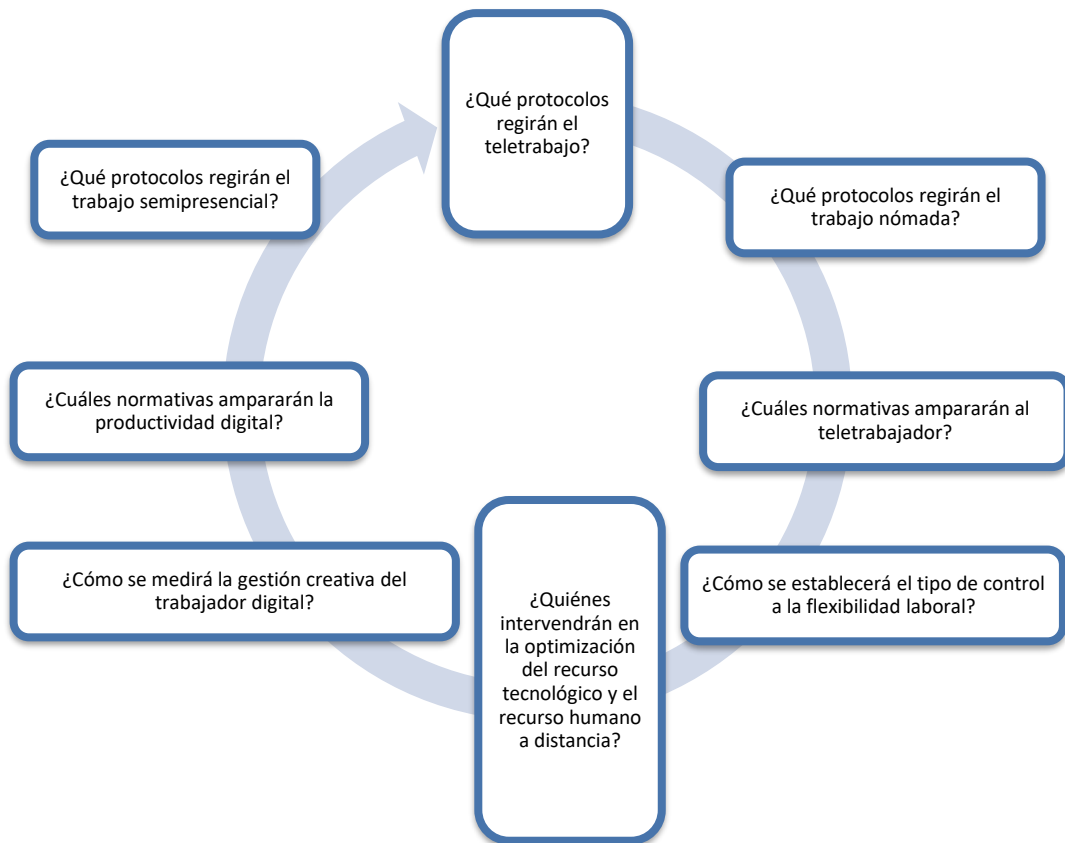 ¿Qué protocolos
regirán el
teletrabajo?
¿Qué protocolos regirán el
trabajo nómada?
¿Cuáles normativas ampararán al
teletrabajador?
¿Cómo se establecerá el tipo de control
a la flexibilidad laboral?
¿Quiénes
intervendrán en
la optimización
del recurso
tecnológico y el
recurso humano
a distancia?
¿Cómo se medirá la gestión creativa del
trabajador digital?
¿Cuáles normativas ampararán la
productividad digital?
¿Qué protocolos regirán el
trabajo semipresencial?